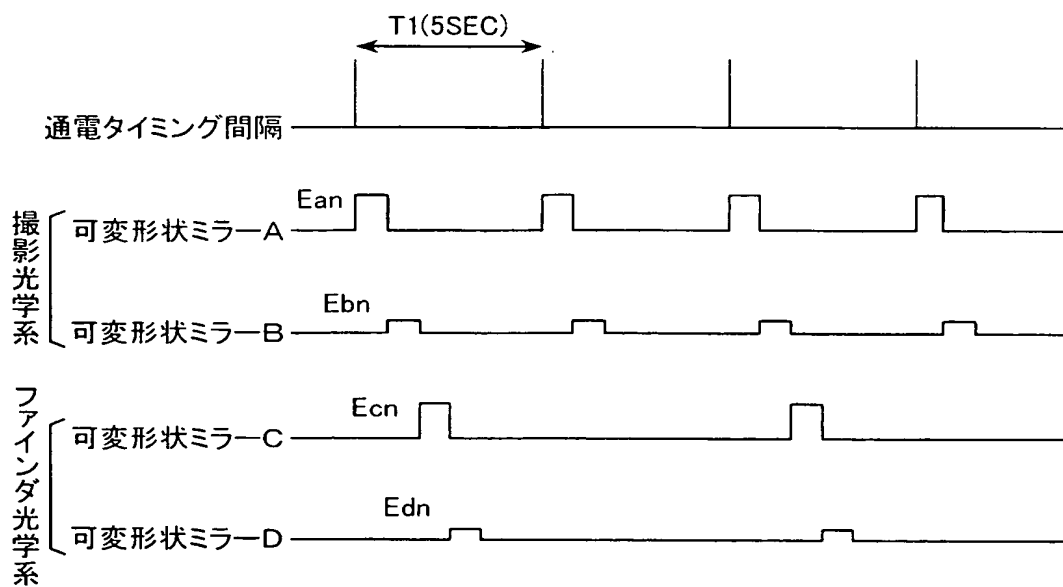 T1(5SEC)
通電タイミング間隔
撮影光学系
Ean
可変形状ミラーA
Ebn
可変形状ミラーB
ファインダ光学系
Ecn
可変形状ミラーC
Edn
可変形状ミラーD